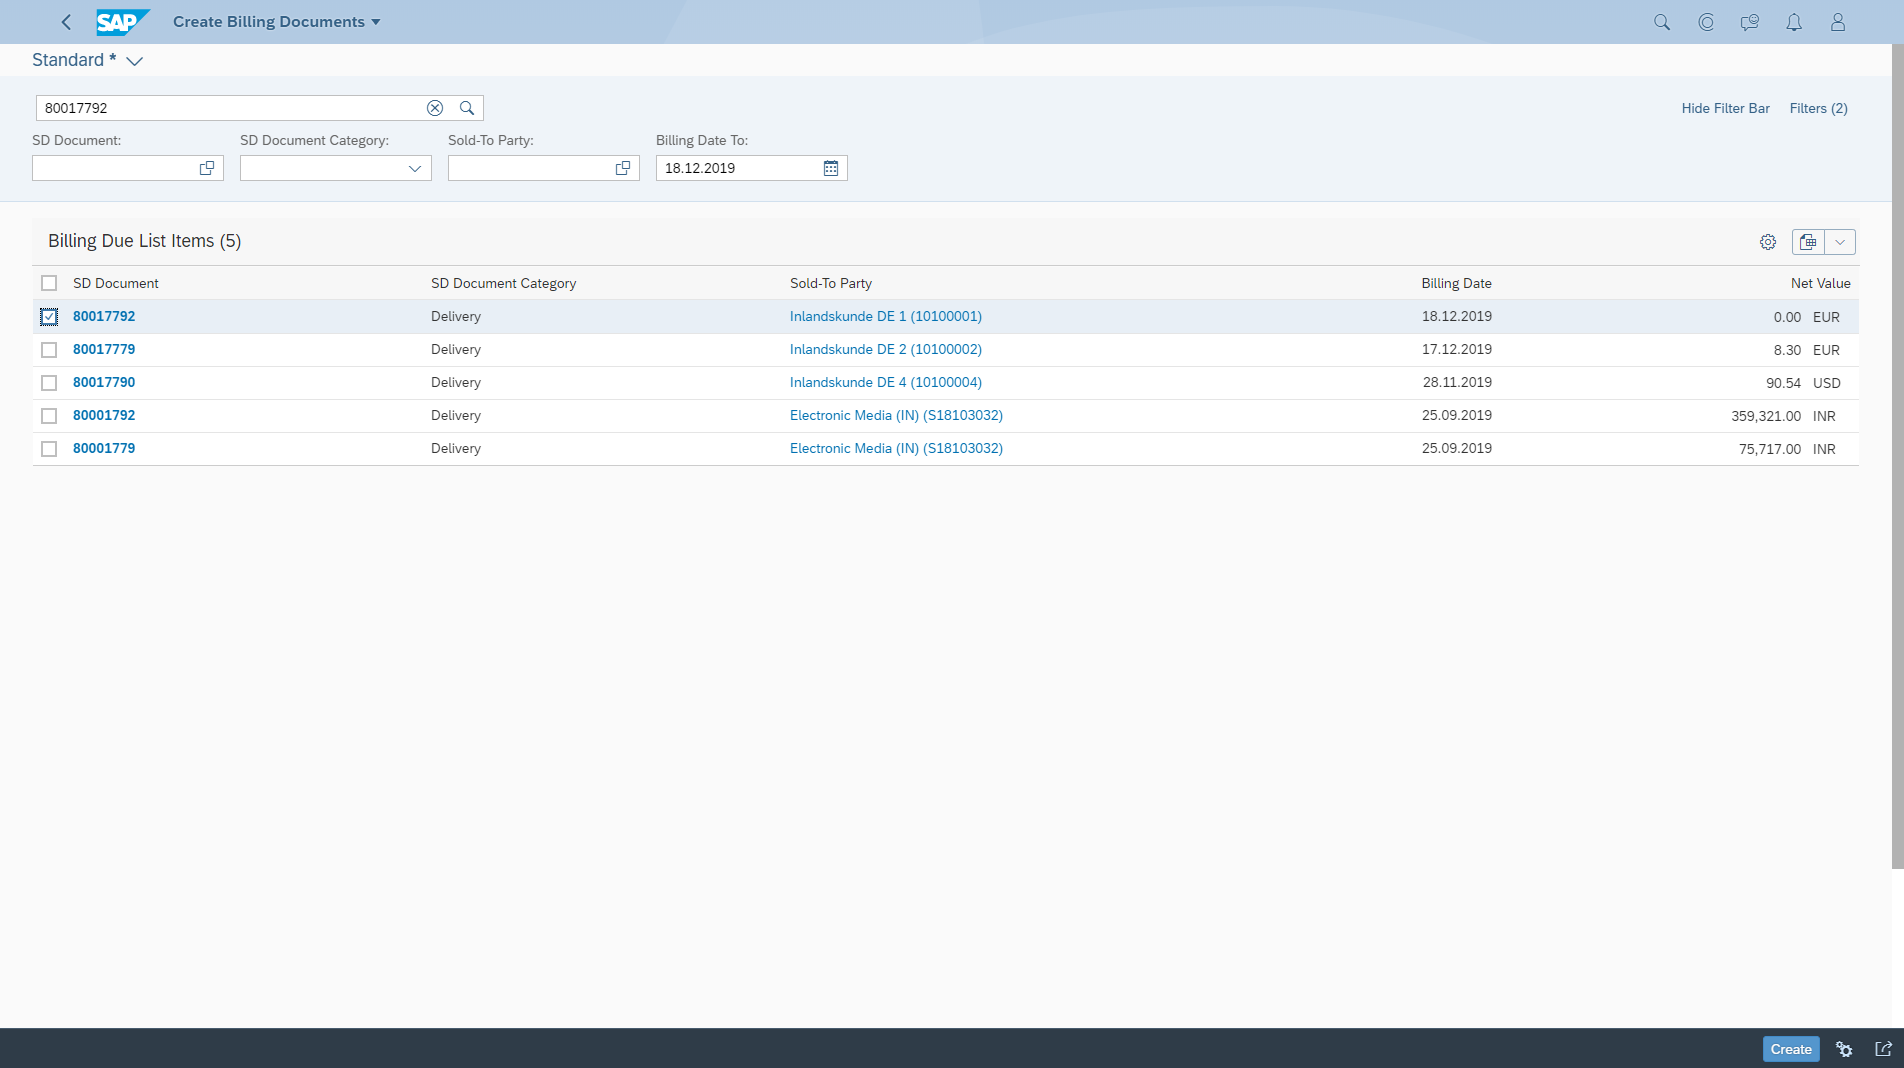 SAP Create Billing Documents
Standard *
80017792
Hide Filter Bar Filters (2)
SD Document: SD Document Category: Sold-To Party: Billing Date To:
18.12.2019
Billing Due List Items (5)
SD Document SD Document Category Sold-To Party Billing Date Net Value
80017792 Delivery Inlandskunde DE 1 (10100001) 18.12.2019 0.00 EUR
80017779 Delivery Inlandskunde DE 2 (10100002) 17.12.2019 8.30 EUR
80017790 Delivery Inlandskunde DE 4 (10100004) 28.11.2019 90.54 USD
80001792 Delivery Electronic Media (IN) (S18103032) 25.09.2019 359,321.00 INR
80001779 Delivery Electronic Media (IN) (S18103032) 25.09.2019 75,717.00 INR
Create